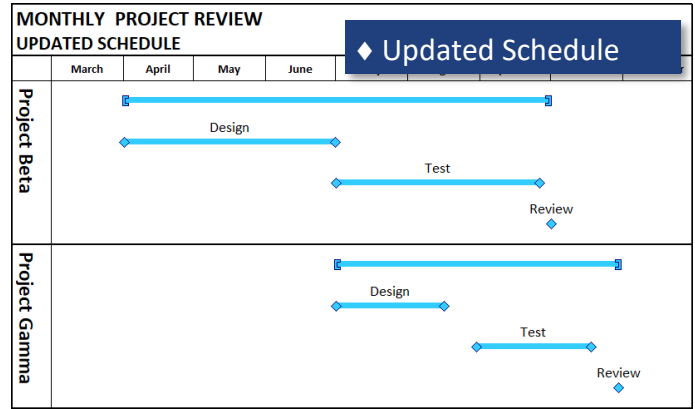 MONTHLY PROJECT REVIEW
UPDATED SCHEDULE
♦ Updated Schedule
March April May June
Project Beta
Design
Test
Review
Project Gamma
Design
Test
Review